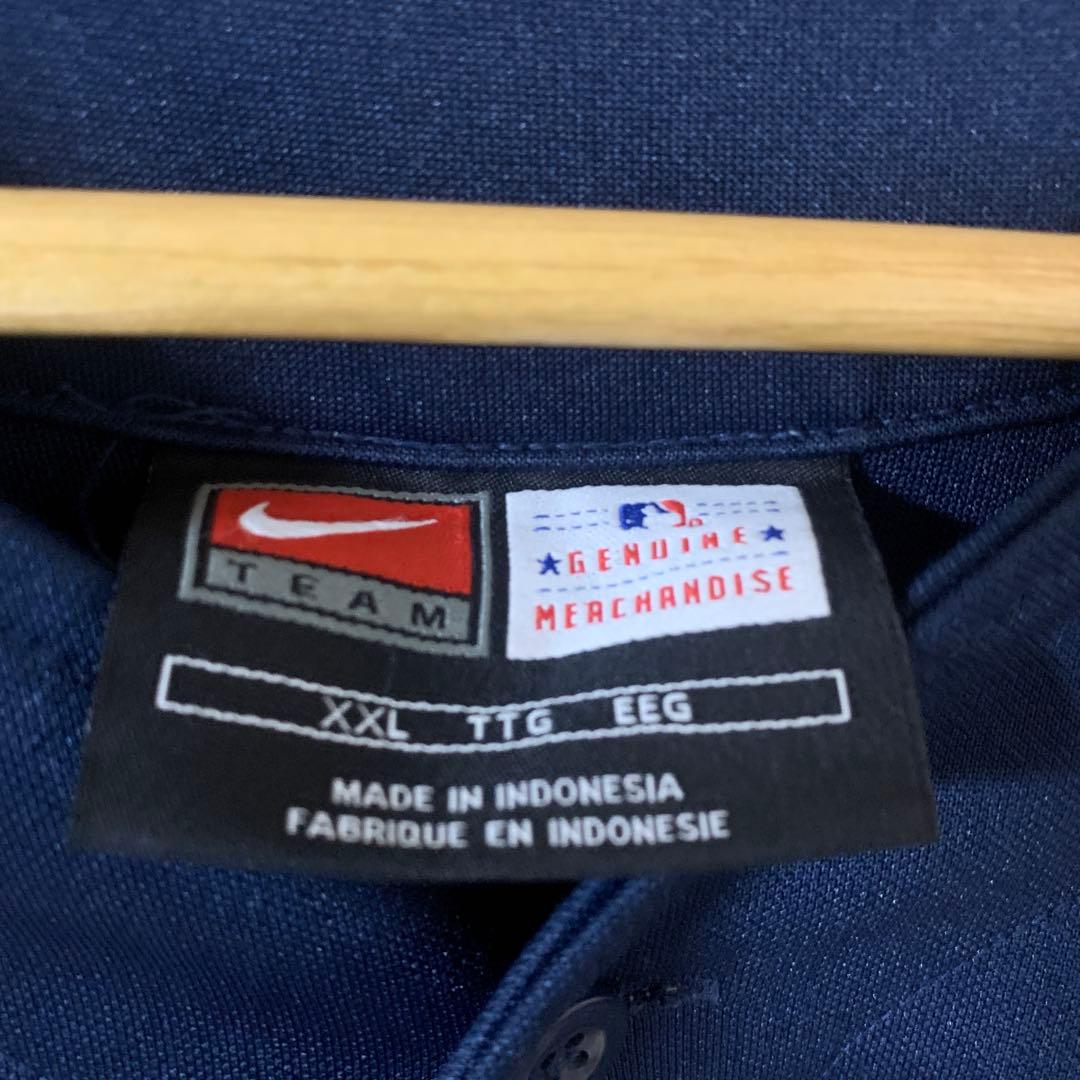 TEAM
GENUINE
MERCHANDISE
XXL TTG EEG
MADE IN INDONESIA
FABRIQUE EN INDONESIE